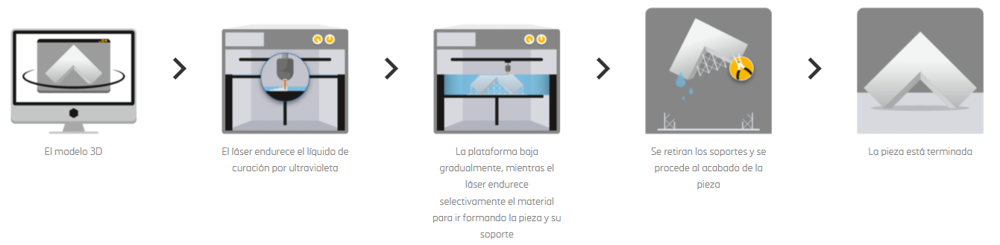 El modelo 3D
El láser endurece el líquido de
curación por ultravioleta
La plataforma baja
gradualmente, mientras el
láser endurece
selectivamente el material
para ir formando la pieza y su
soporte
Se retiran los soportes y se
procede al acabado de la
pieza
La pieza está terminada